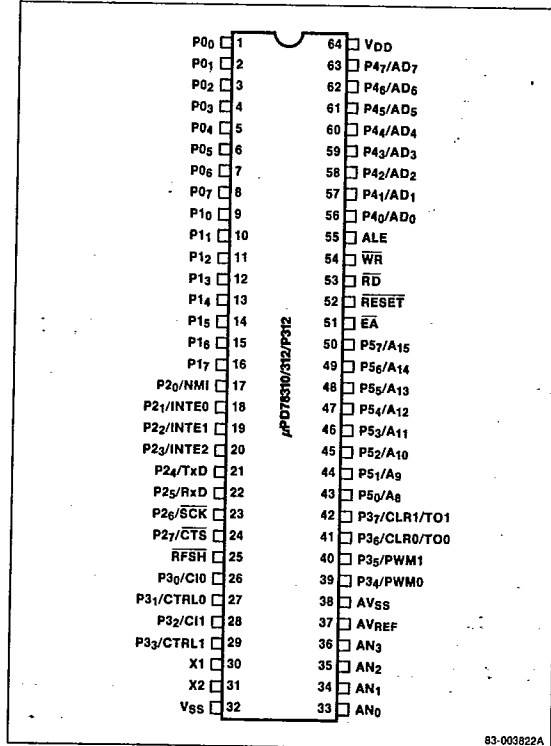 P0₀ 1 64 VDD
P0₁ 2 63 P4₇/AD₇
P0₂ 3 62 P4₆/AD₆
P0₃ 4 61 P4₅/AD₅
P0₄ 5 60 P4₄/AD₄
P0₅ 6 59 P4₃/AD₃
P0₆ 7 58 P4₂/AD₂
P0₇ 8 57 P4₁/AD₁
P1₀ 9 56 P4₀/AD₀
P1₁ 10 55 ALE
P1₂ 11 54 W̅R̅
P1₃ 12 53 R̅D̅
P1₄ 13 52 R̅E̅S̅E̅T̅
P1₅ 14 51 E̅A̅
P1₆ 15 50 P5₇/A₁₅
P1₇ 16 49 P5₆/A₁₄
P2₀/NMI 17 48 P5₅/A₁₃
P2₁/INTE0 18 47 P5₄/A₁₂
P2₂/INTE1 19 46 P5₃/A₁₁
P2₃/INTE2 20 45 P5₂/A₁₀
P2₄/TxD 21 44 P5₁/A₉
P2₅/RxD 22 43 P5₀/A₈
P2₆/S̅C̅K̅ 23 42 P3₇/CLR1/TO1
P2₇/C̅T̅S̅ 24 41 P3₆/CLR0/TO0
R̅F̅S̅H̅ 25 40 P3₅/PWM1
P3₀/CI0 26 39 P3₄/PWM0
P3₁/CTRL0 27 38 AVSS
P3₂/CI1 28 37 AVREF
P3₃/CTRL1 29 36 AN₃
X1 30 35 AN₂
X2 31 34 AN₁
VSS 32 33 AN₀
μPD78310/312/P312
83-003822A